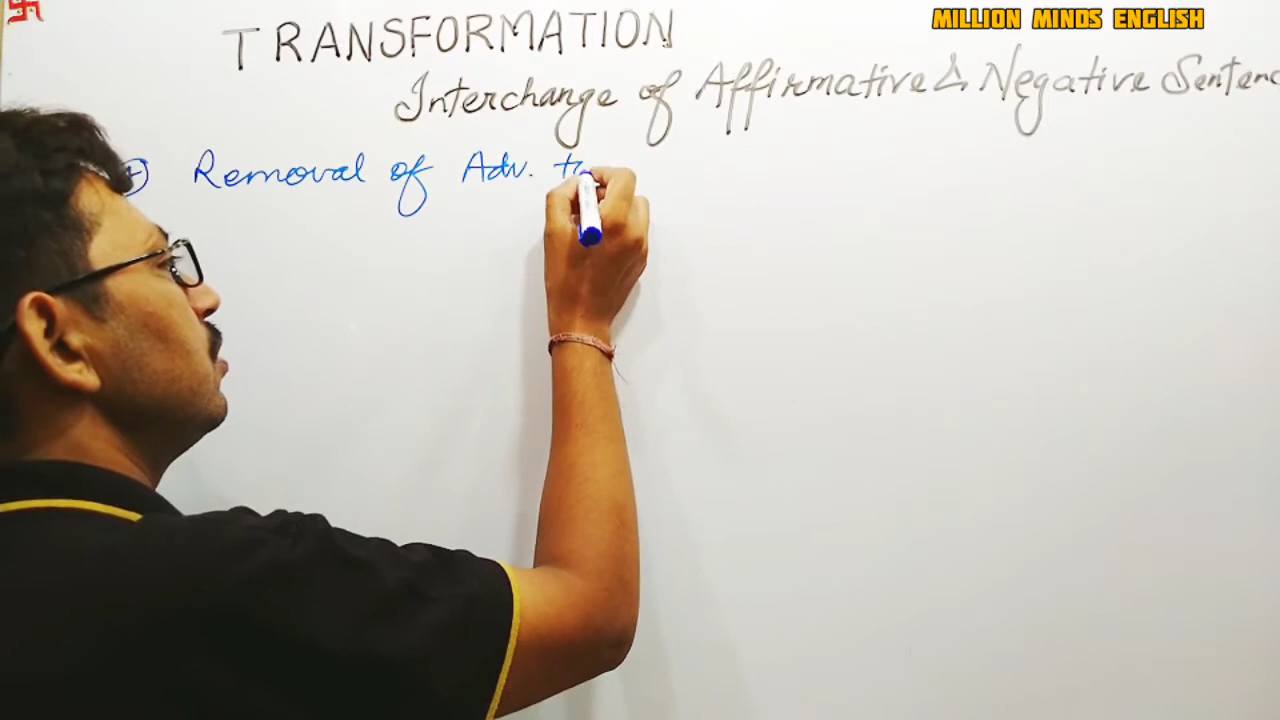 MILLION MINDS ENGLISH
TRANSFORMATION
Interchange of Affirmative & Negative Sentenc
Removal of Adv.